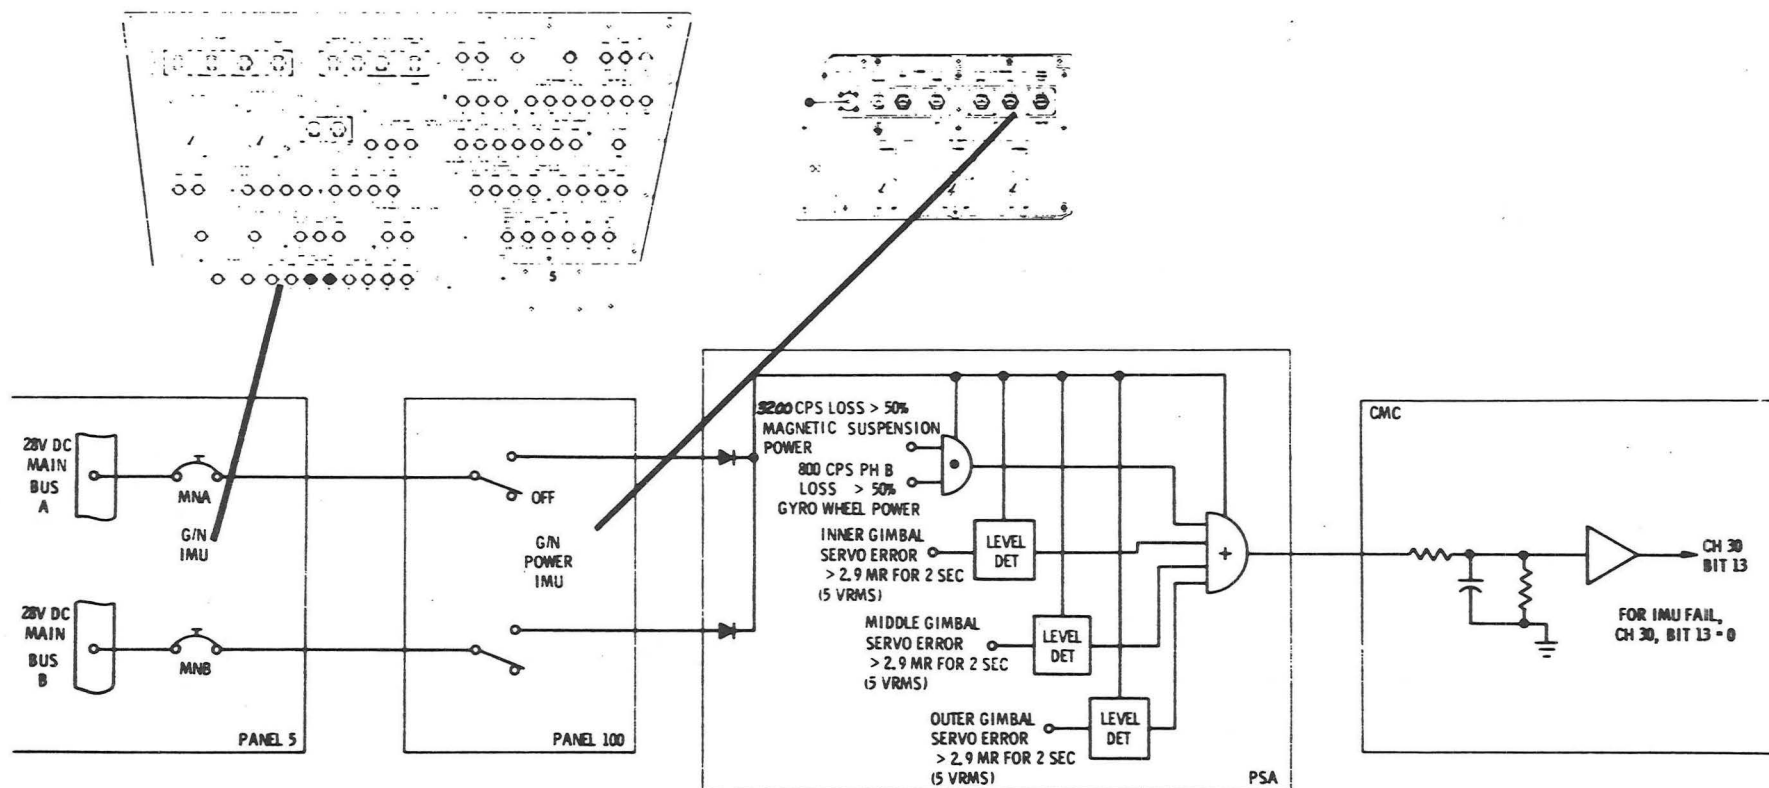 5
28V DC
MAIN
BUS
A
MNA
G/N
IMU
28V DC
MAIN
BUS
B
MNB
PANEL 5
OFF
G/N
POWER
IMU
PANEL 100
3200 CPS LOSS > 50%
MAGNETIC SUSPENSION
POWER
800 CPS PH B
LOSS > 50%
GYRO WHEEL POWER
INNER GIMBAL
SERVO ERROR
> 2.9 MR FOR 2 SEC
(5 VRMS)
LEVEL
DET
MIDDLE GIMBAL
SERVO ERROR
> 2.9 MR FOR 2 SEC
(5 VRMS)
LEVEL
DET
OUTER GIMBAL
SERVO ERROR
> 2.9 MR FOR 2 SEC
(5 VRMS)
LEVEL
DET
+
PSA
CMC
CH 30
BIT 13
FOR IMU FAIL,
CH 30, BIT 13 = 0